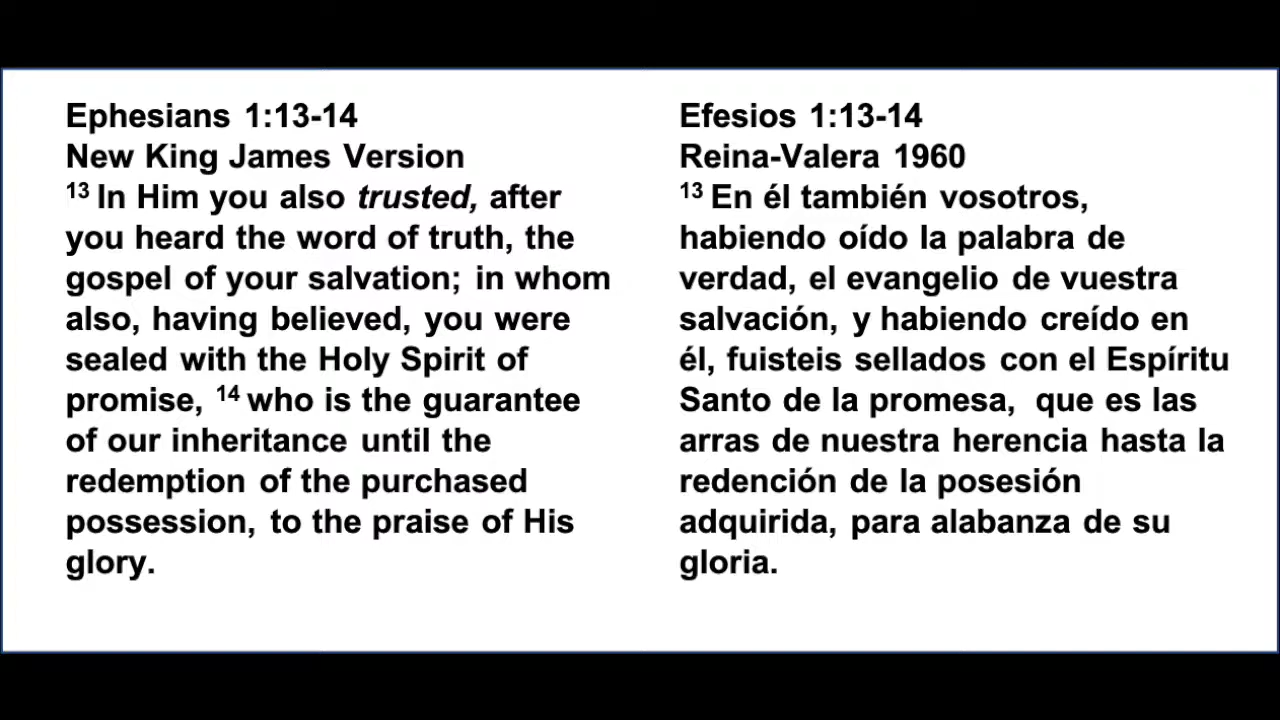 Ephesians 1:13-14
New King James Version
13 In Him you also trusted, after
you heard the word of truth, the
gospel of your salvation; in whom
also, having believed, you were
sealed with the Holy Spirit of
promise, 14 who is the guarantee
of our inheritance until the
redemption of the purchased
possession, to the praise of His
glory.
Efesios 1:13-14
Reina-Valera 1960
13 En él también vosotros,
habiendo oído la palabra de
verdad, el evangelio de vuestra
salvación, y habiendo creído en
él, fuisteis sellados con el Espíritu
Santo de la promesa, que es las
arras de nuestra herencia hasta la
redención de la posesión
adquirida, para alabanza de su
gloria.